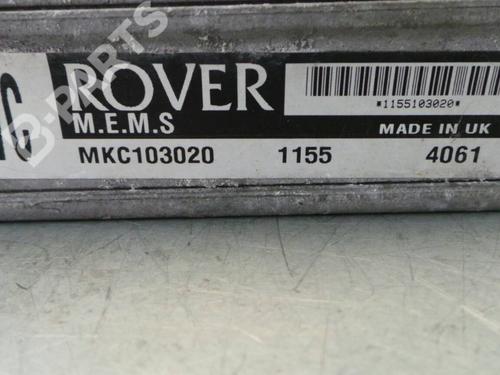 ROVER
M.E.M.S
*1155103020*
MADE IN UK
MKC103020 1155 4061
B-PARTS